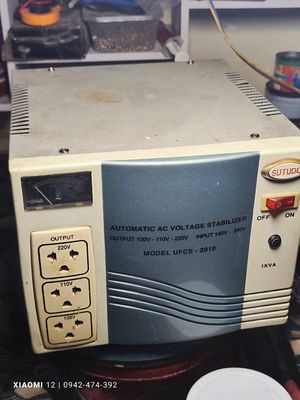 SUTUDO
AUTOMATIC AC VOLTAGE STABILIZER
OUTPUT 100V - 110V - 220V INPUT 140V - 240V
MODEL UFCS - 2010
OFF ON
1KVA
OUTPUT
220V
110V
100V
XIAOMI 12 | 0942-474-392